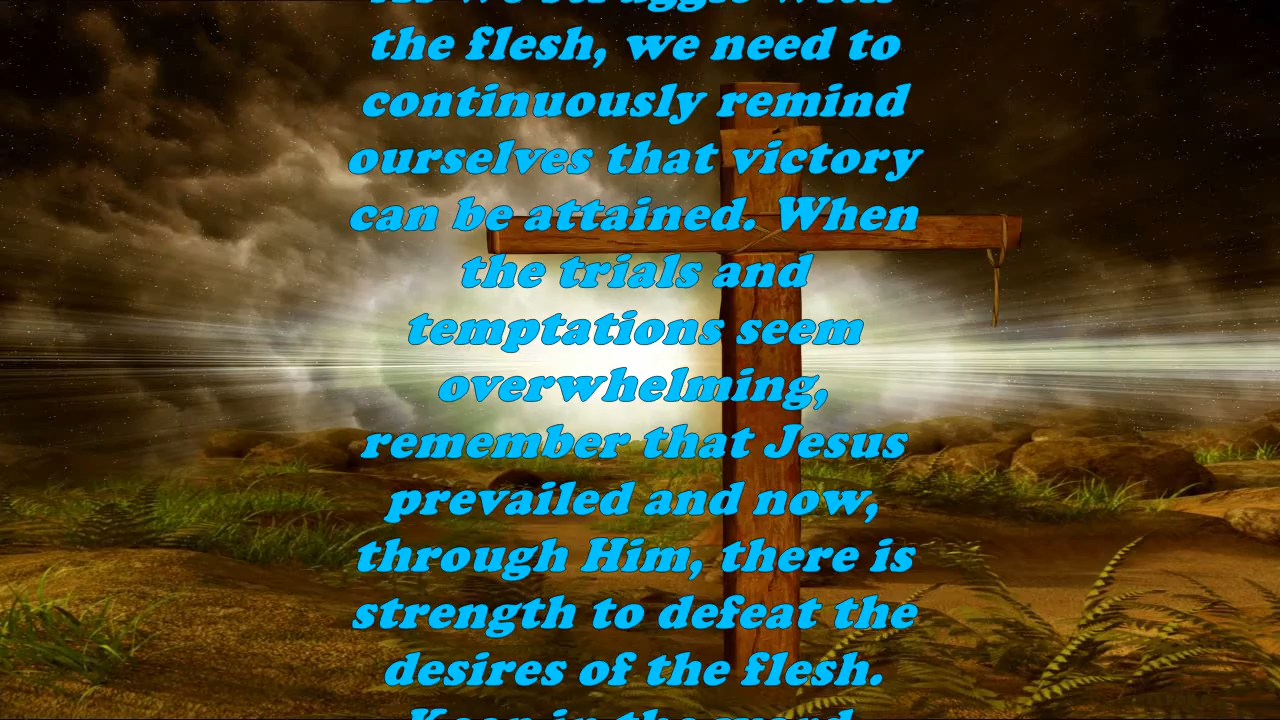 the flesh, we need to
continuously remind
ourselves that victory
can be attained. When
the trials and
temptations seem
overwhelming,
remember that Jesus
prevailed and now,
through Him, there is
strength to defeat the
desires of the flesh.